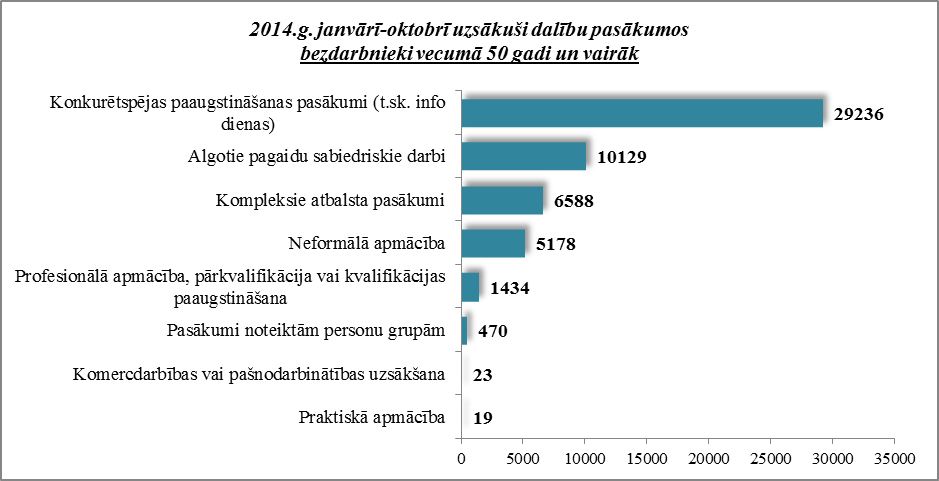 2014.g. janvārī-oktobrī uzsākuši dalību pasākumos
bezdarbnieki vecumā 50 gadi un vairāk
Konkurētspējas paaugstināšanas pasākumi (t.sk. info
dienas)
29236
Algotie pagaidu sabiedriskie darbi
10129
Kompleksie atbalsta pasākumi
6588
Neformālā apmācība
5178
Profesionālā apmācība, pārkvalifikācija vai kvalifikācijas
paaugstināšana
1434
Pasākumi noteiktām personu grupām
470
Komercdarbības vai pašnodarbinātības uzsākšana
23
Praktiskā apmācība
19
0 5000 10000 15000 20000 25000 30000 35000